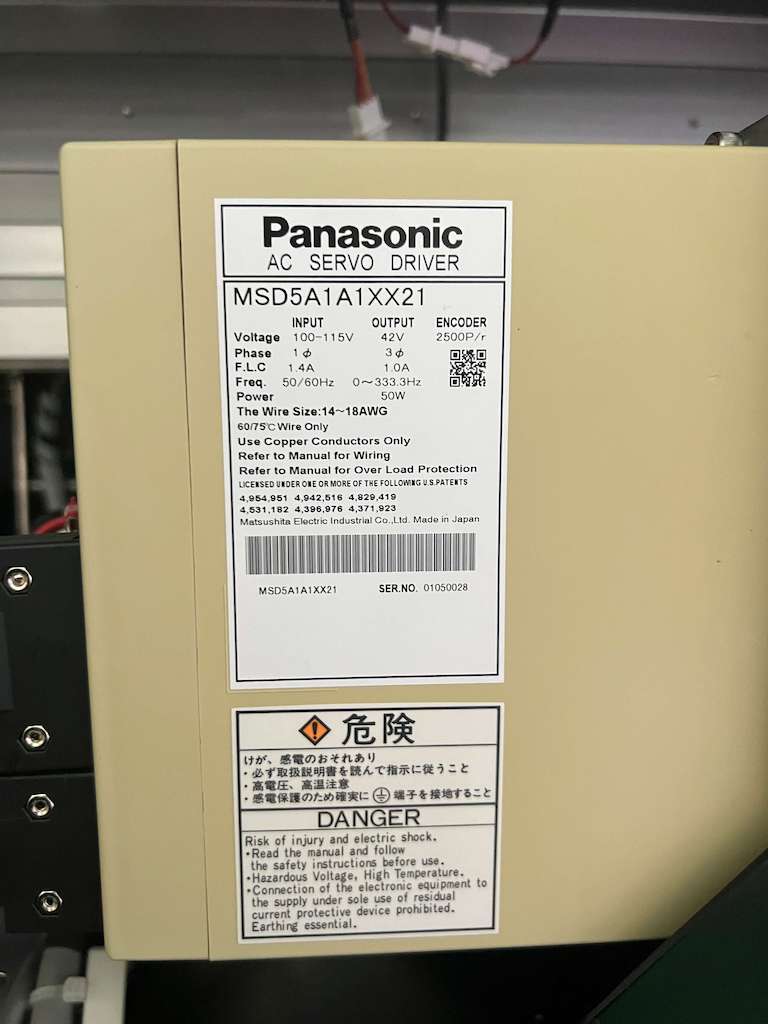 Panasonic
AC SERVO DRIVER
MSD5A1A1XX21
INPUT OUTPUT ENCODER
Voltage 100-115V 42V 2500P/r
Phase 1ϕ 3ϕ
F.L.C 1.4A 1.0A
Freq. 50/60Hz 0～333.3Hz
Power 50W
The Wire Size:14～18AWG
60/75℃ Wire Only
Use Copper Conductors Only
Refer to Manual for Wiring
Refer to Manual for Over Load Protection
LICENSED UNDER ONE OR MORE OF THE FOLLOWING U.S.PATENTS
4,954,951 4,942,516 4,829,419
4,531,182 4,396,976 4,371,923
Matsushita Electric Industrial Co.,Ltd. Made in Japan
MSD5A1A1XX21 SER.NO. 01050028
危険
けが、感電のおそれあり
・必ず取扱説明書を読んで指示に従うこと
・高電圧、高温注意
・感電保護のため確実に⏚端子を接地すること
DANGER
Risk of injury and electric shock.
・Read the manual and follow
the safety instructions before use.
・Hazardous Voltage, High Temperature.
・Connection of the electronic equipment to
the supply under sole use of residual
current protective device prohibited.
Earthing essential.